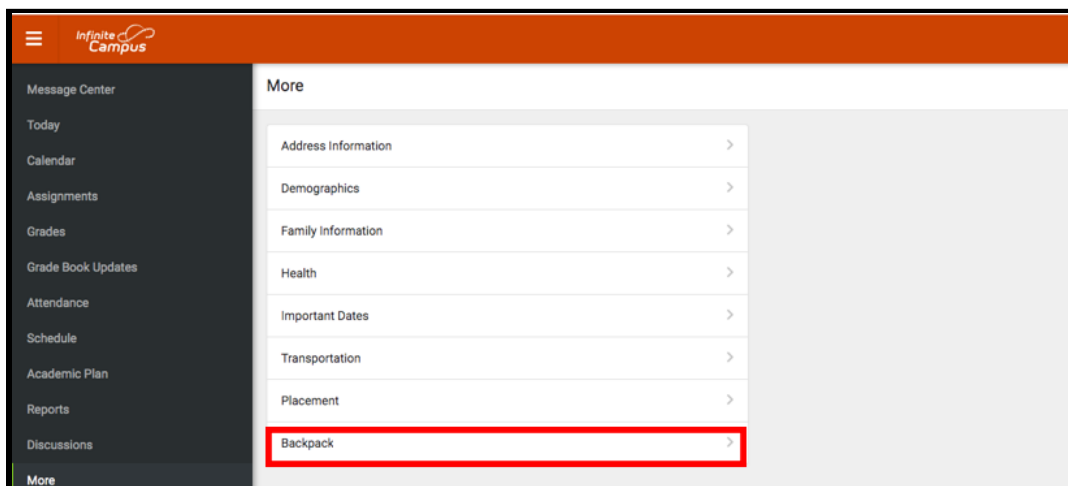 Infinite
Campus
Message Center
Today
Calendar
Assignments
Grades
Grade Book Updates
Attendance
Schedule
Academic Plan
Reports
Discussions
More
More
Address Information
Demographics
Family Information
Health
Important Dates
Transportation
Placement
Backpack